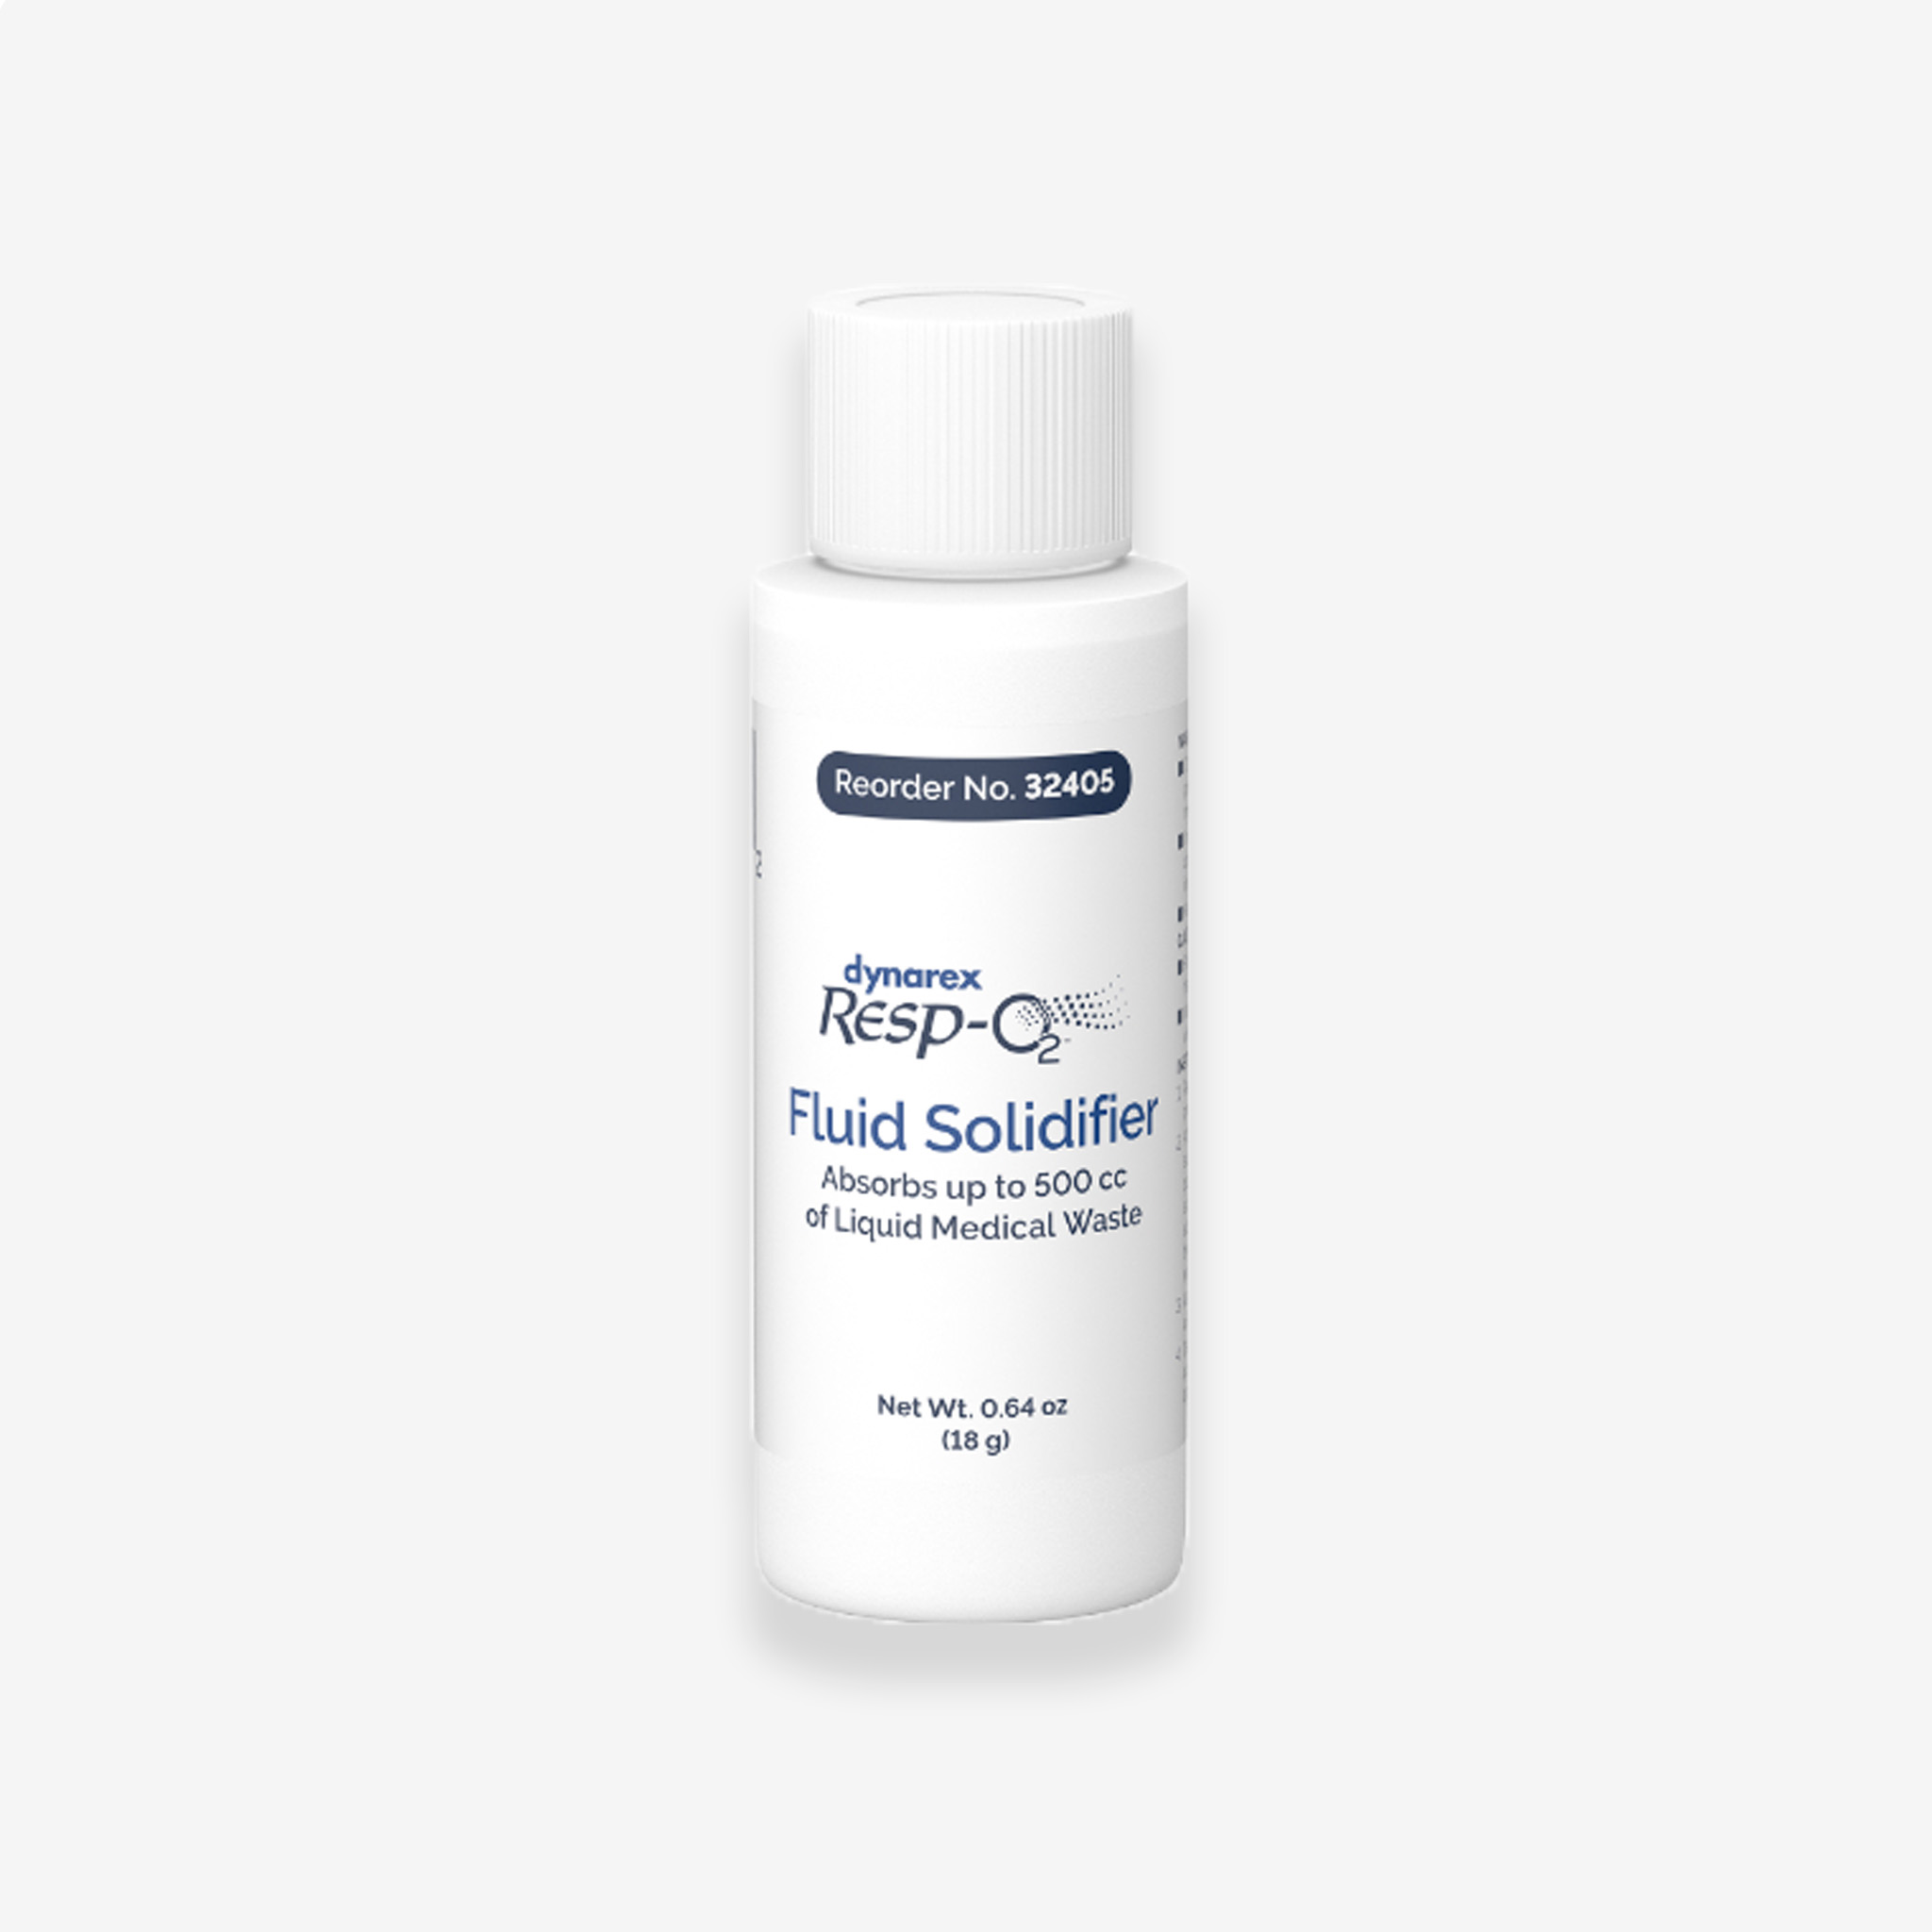 Reorder No. 32405
dynarex
Resp-O2™
Fluid Solidifier
Absorbs up to 500 cc
of Liquid Medical Waste
Net Wt. 0.64 oz
(18 g)